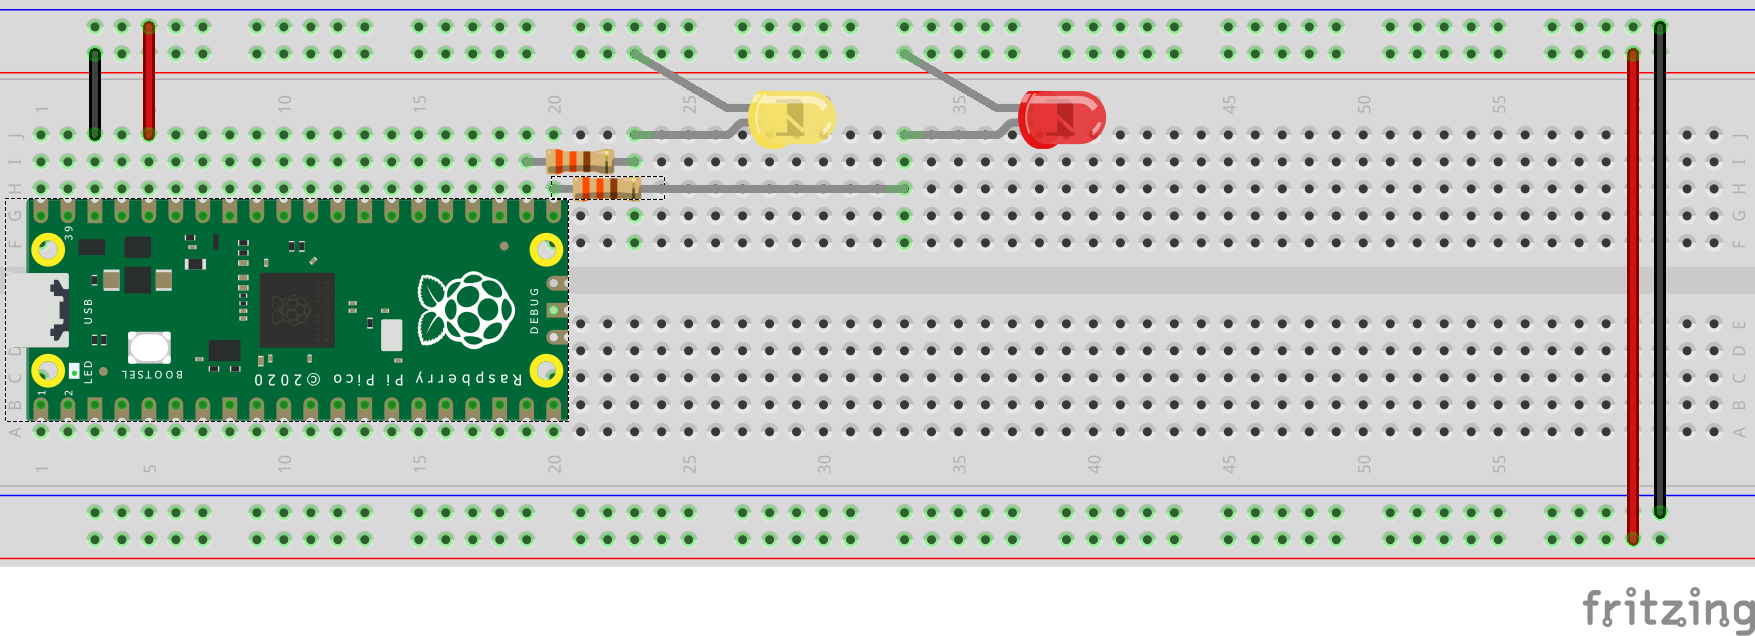 1 5 10 15 20 25 30 35 40 45 50 55
J J
I I
H H
G G
F F
39
USB
DEBUG
E
D D
LED
BOOTSEL
Raspberry Pi Pico ©2020
C C
1
2
B B
A A
1 5 10 15 20 25 30 35 40 45 50 55
fritzing